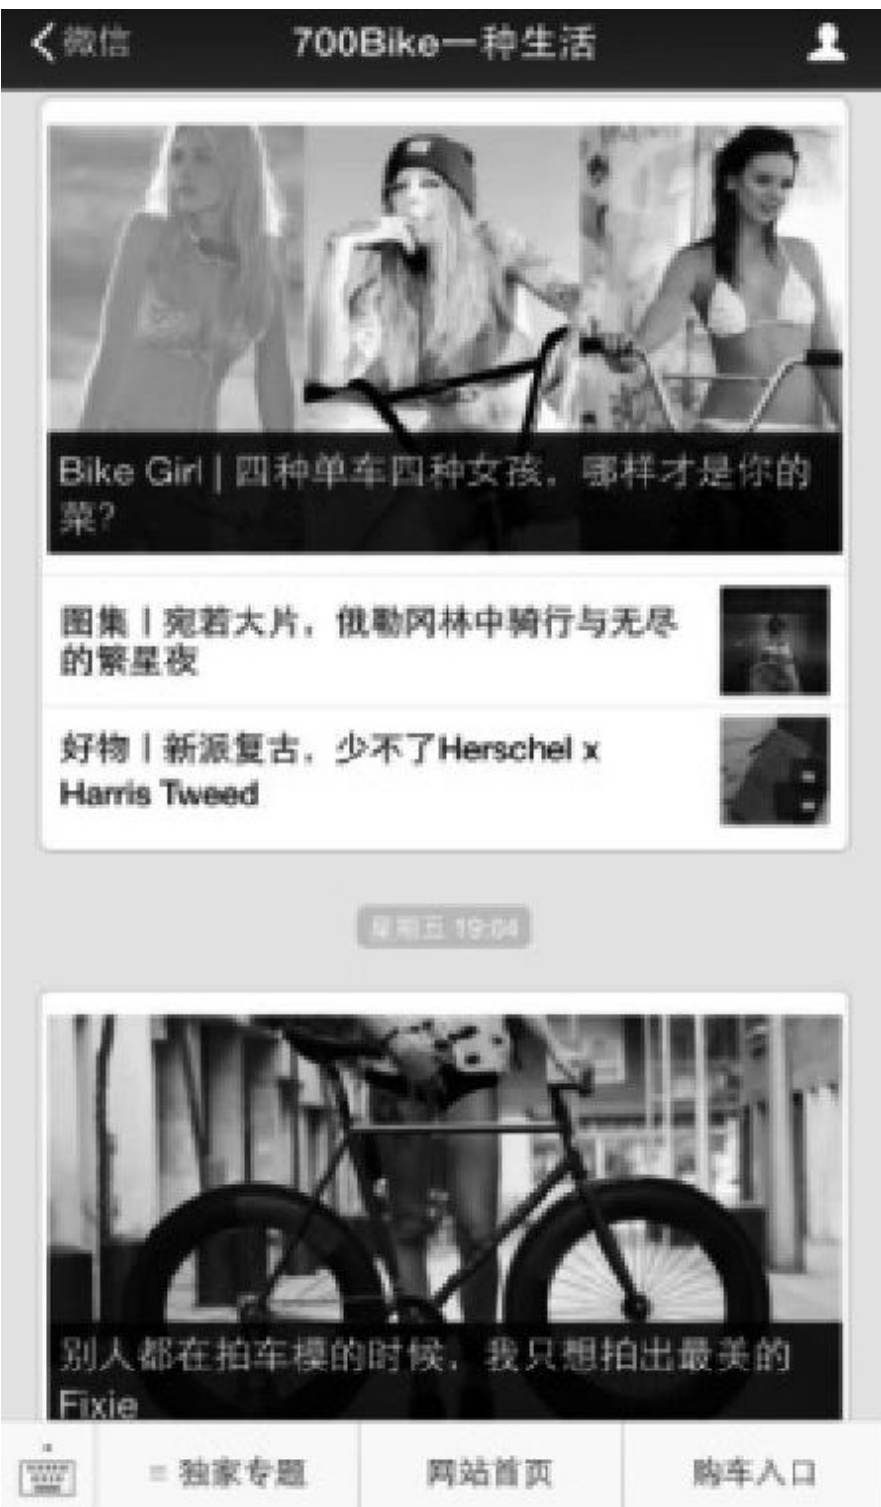 微信
700Bike一种生活
Bike Girl | 四种单车四种女孩，哪样才是你的
菜？
图集丨宛若大片，俄勒冈林中骑行与无尽
的繁星夜
好物丨新派复古，少不了Herschel x
Harris Tweed
星期五 19:04
别人都在拍车模的时候，我只想拍出最美的
Fixie
独家专题
网站首页
购车入口